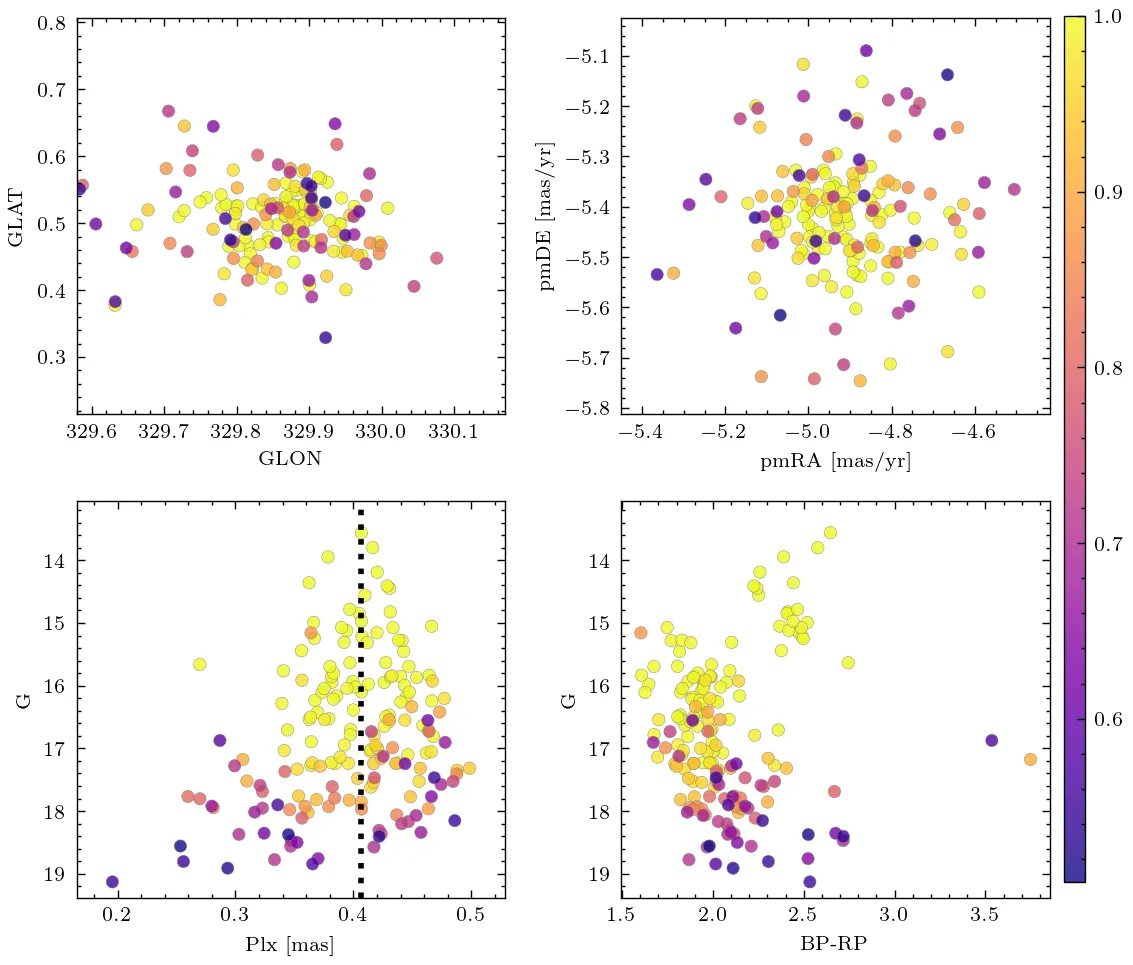 0.8
0.7
0.6
0.5
0.4
0.3
GLAT
329.6 329.7 329.8 329.9 330.0 330.1
GLON
−5.1
−5.2
−5.3
−5.4
−5.5
−5.6
−5.7
−5.8
pmDE [mas/yr]
−5.4 −5.2 −5.0 −4.8 −4.6
pmRA [mas/yr]
1.0
0.9
0.8
0.7
0.6
14
15
16
17
18
19
G
0.2 0.3 0.4 0.5
Plx [mas]
14
15
16
17
18
19
G
1.5 2.0 2.5 3.0 3.5
BP-RP